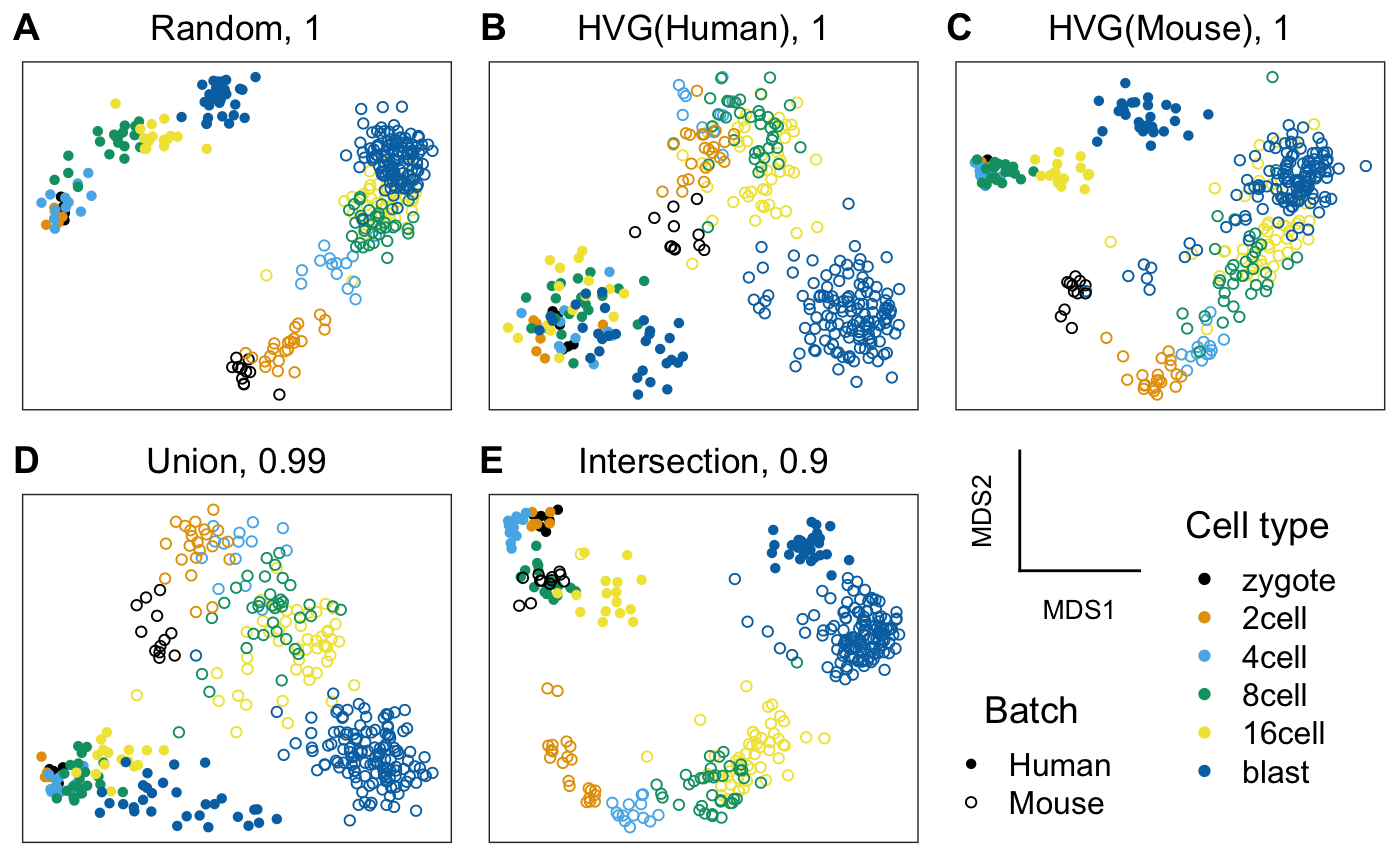 A Random, 1
B HVG(Human), 1
C HVG(Mouse), 1
D Union, 0.99
E Intersection, 0.9
MDS2
MDS1
Batch
Human
Mouse
Cell type
zygote
2cell
4cell
8cell
16cell
blast